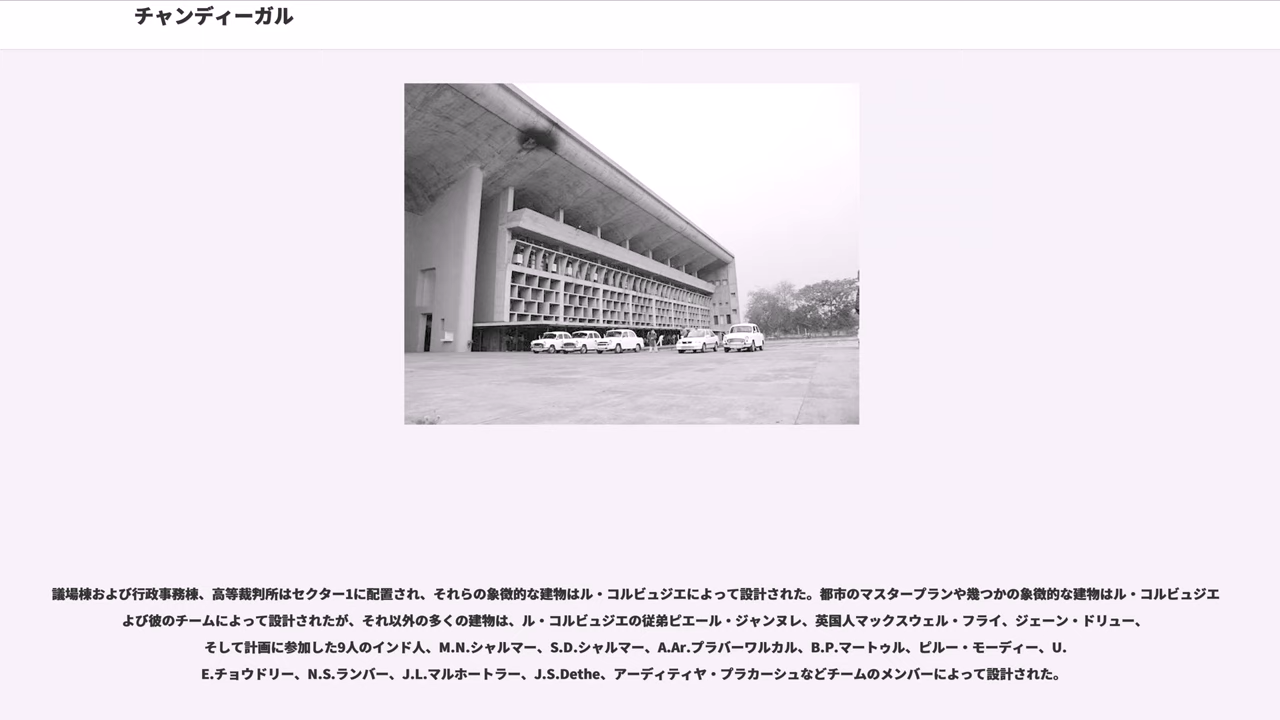 チャンディーガル
議場棟および行政事務棟、高等裁判所はセクター1に配置され、それらの象徴的な建物はル・コルビュジエによって設計された。都市のマスタープランや幾つかの象徴的な建物はル・コルビュジエ
よび彼のチームによって設計されたが、それ以外の多くの建物は、ル・コルビュジエの従弟ピエール・ジャンヌレ、英国人マックスウェル・フライ、ジェーン・ドリュー、
そして計画に参加した9人のインド人、M.N.シャルマー、S.D.シャルマー、A.Ar.プラバーワルカル、B.P.マートゥル、ピルー・モーディー、U.
E.チョウドリー、N.S.ランバー、J.L.マルホートラー、J.S.Dethe、アーディティヤ・プラカーシュなどチームのメンバーによって設計された。